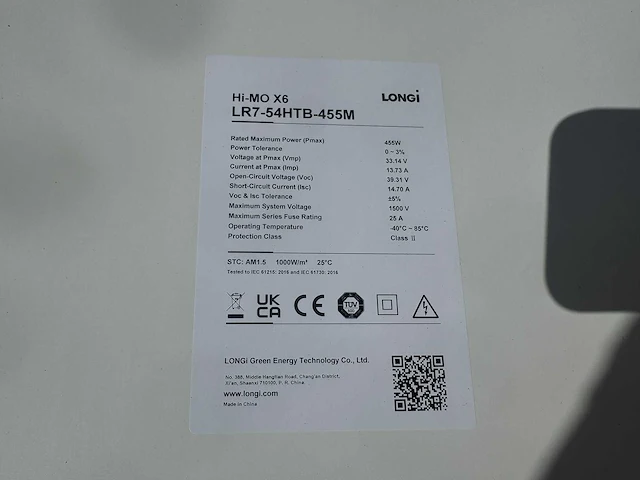 Hi-MO X6
LONGi
LR7-54HTB-455M
Rated Maximum Power (Pmax) 455W
Power Tolerance 0 ~ 3%
Voltage at Pmax (Vmp) 33.14 V
Current at Pmax (Imp) 13.73 A
Open-Circuit Voltage (Voc) 39.31 V
Short-Circuit Current (Isc) 14.70 A
Voc & Isc Tolerance ±5%
Maximum System Voltage 1500 V
Maximum Series Fuse Rating 25 A
Operating Temperature -40°C ~ 85°C
Protection Class Class II
STC: AM1.5 1000W/m² 25°C
Tested to IEC 61215: 2016 and IEC 61730: 2016
UK CA CE TÜV
LONGi Green Energy Technology Co., Ltd.
No. 388, Middle Hangtian Road, Chang'an District,
Xi'an, Shaanxi 710100, P. R. China.
www.longi.com
Made in China